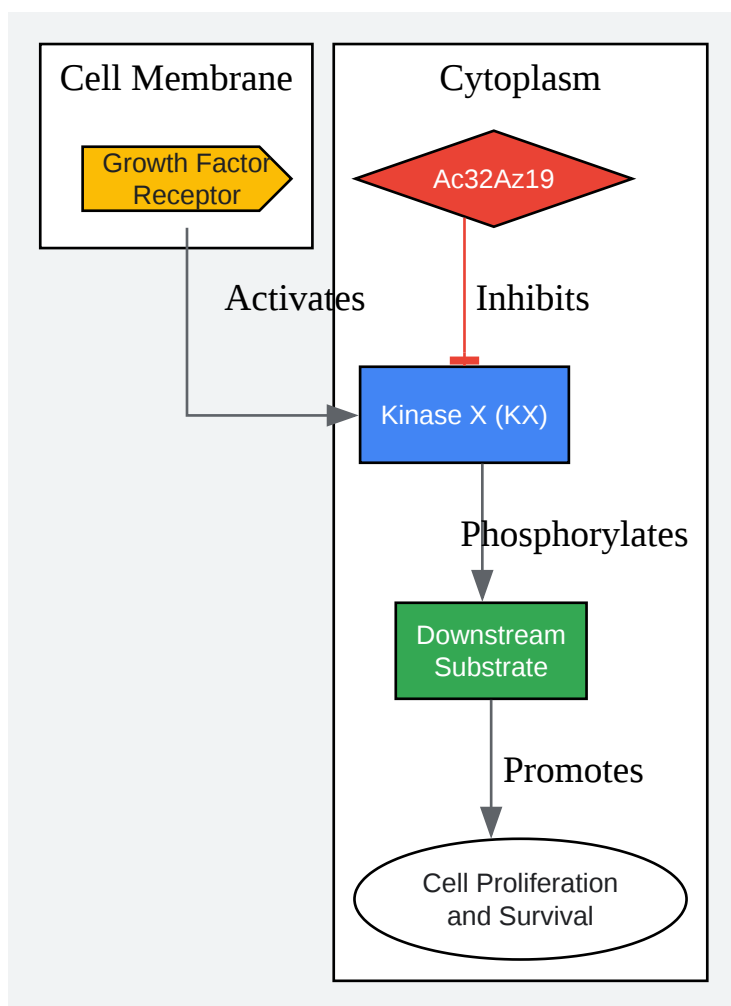 Cell Membrane
Cytoplasm
Growth Factor
Receptor
Ac32Az19
Activates
Inhibits
Kinase X (KX)
Phosphorylates
Downstream
Substrate
Promotes
Cell Proliferation
and Survival